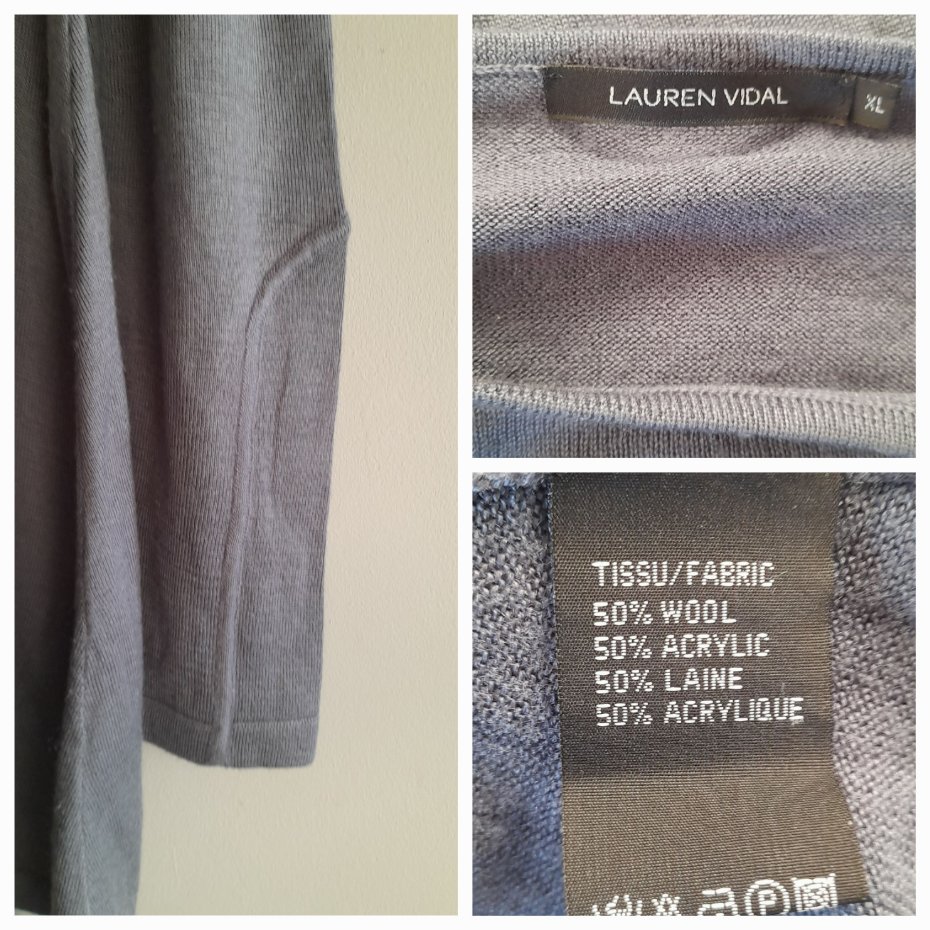 LAUREN VIDAL
XL
TISSU/FABRIC
50% WOOL
50% ACRYLIC
50% LAINE
50% ACRYLIQUE
P